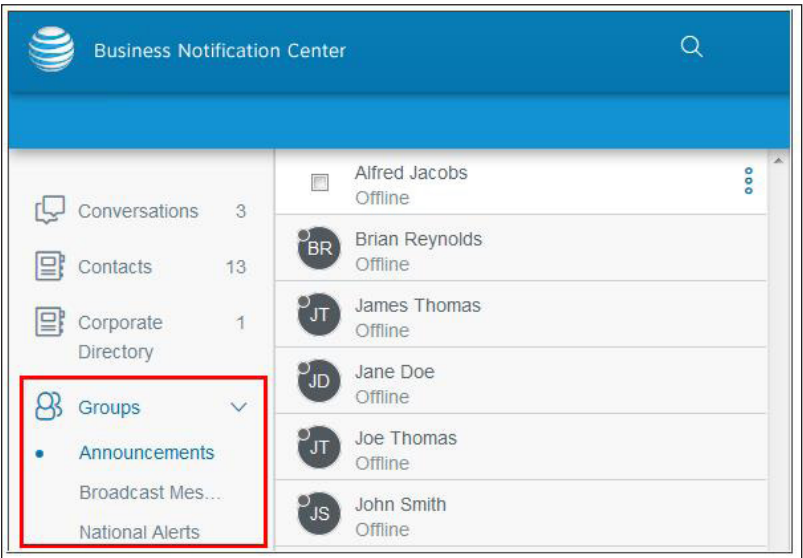 Business Notification Center
Conversations 3
Contacts 13
Corporate 1
Directory
Groups
Announcements
Broadcast Mes...
National Alerts
Alfred Jacobs
Offline
BR
Brian Reynolds
Offline
JT
James Thomas
Offline
JD
Jane Doe
Offline
JT
Joe Thomas
Offline
JS
John Smith
Offline